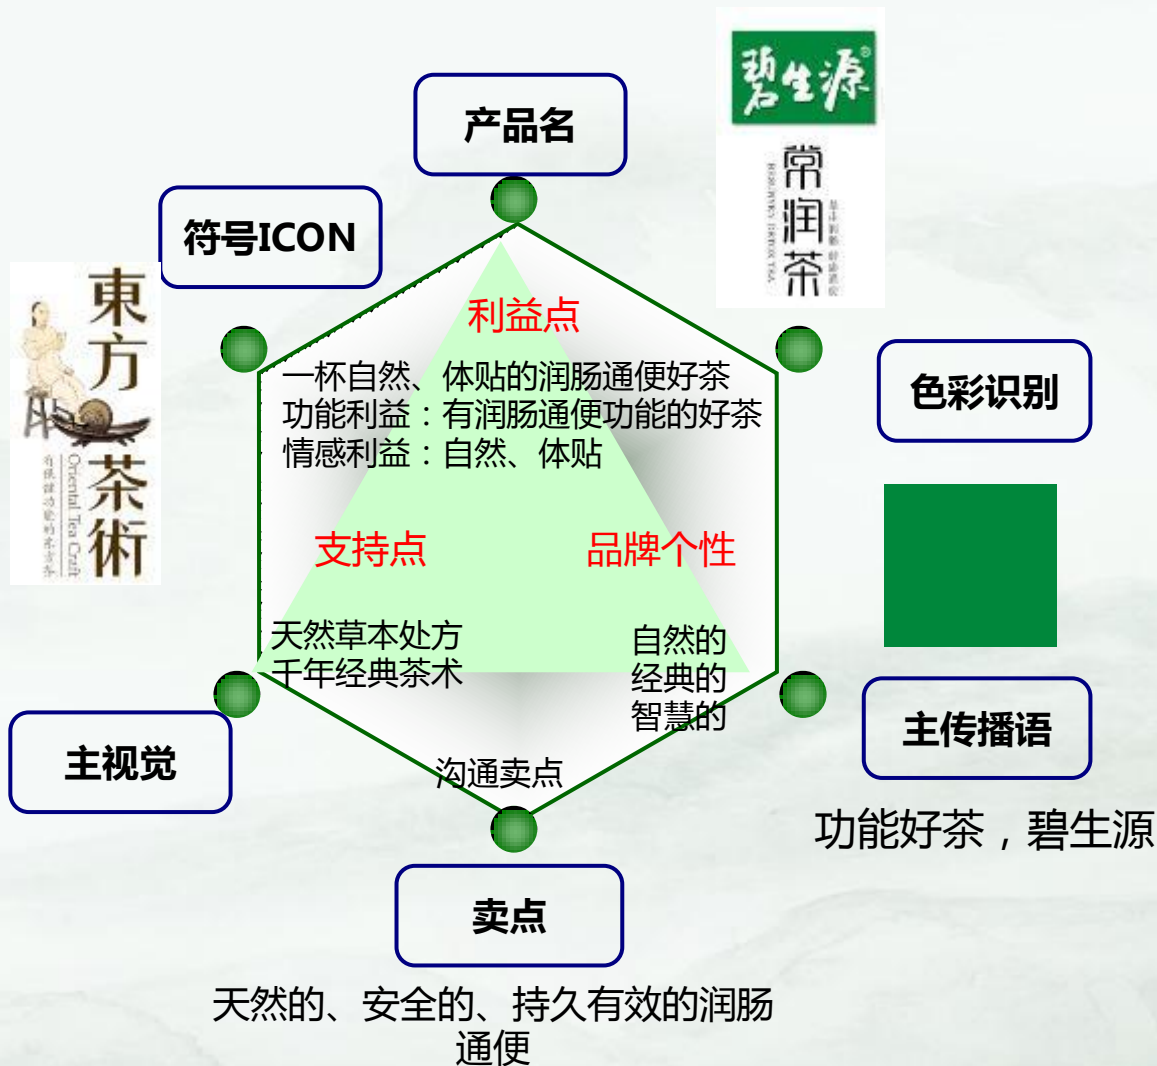 碧生源®
常润茶
产品名
符号ICON
東方茶術
Oriental Tea Craft
利益点
一杯自然、体贴的润肠通便好茶
功能利益：有润肠通便功能的好茶
情感利益：自然、体贴
色彩识别
支持点
品牌个性
天然草本处方
千年经典茶术
自然的
经典的
智慧的
主视觉
主传播语
沟通卖点
功能好茶，碧生源
卖点
天然的、安全的、持久有效的润肠
通便